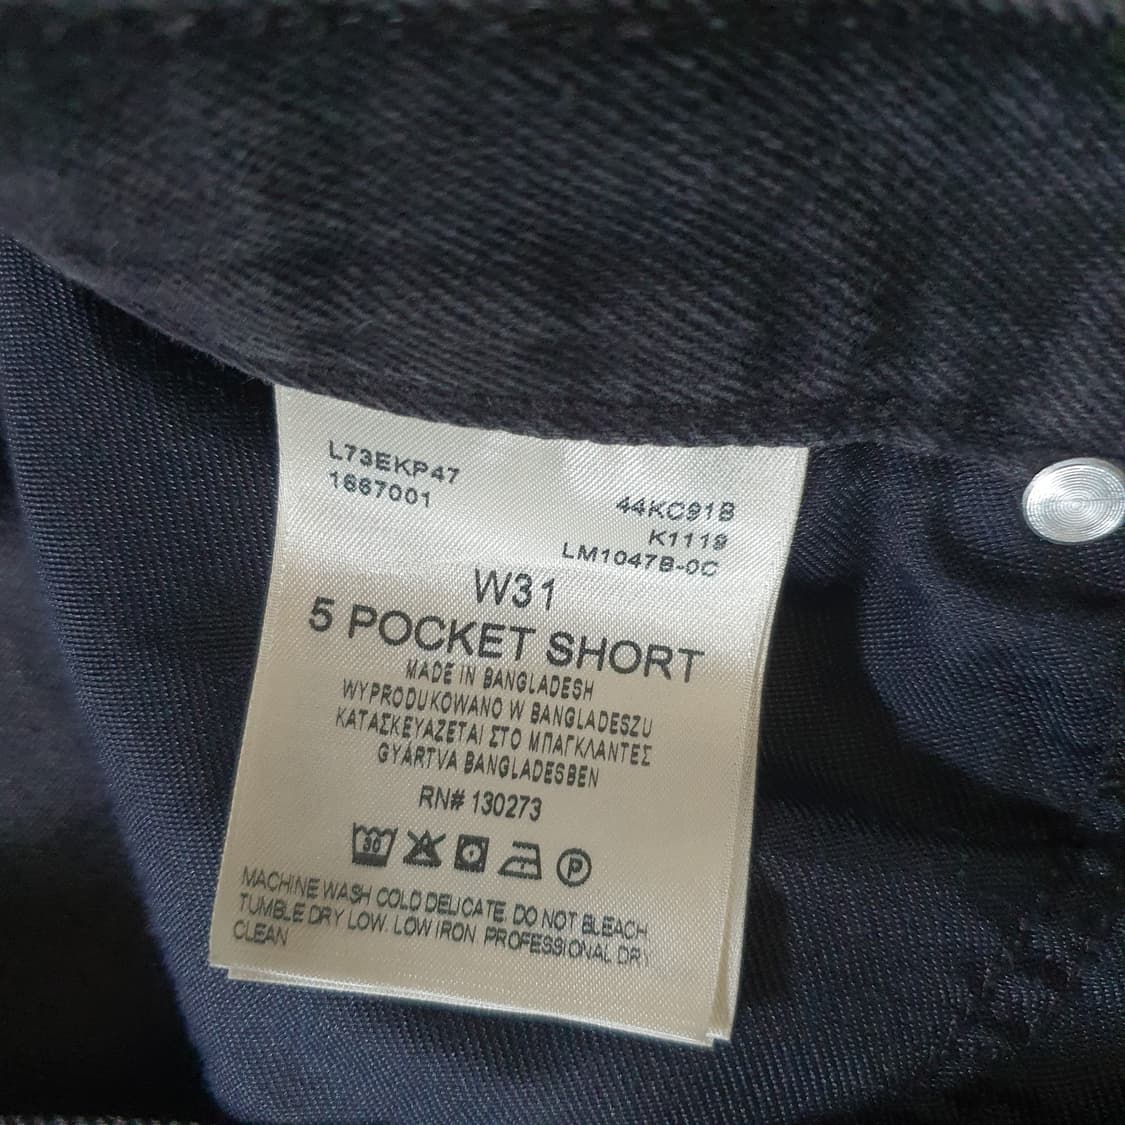 L73EKP47
1667001
44KC91B
K1119
LM1047B-0C
W31
5 POCKET SHORT
MADE IN BANGLADESH
WYPRODUKOWANO W BANGLADESZU
ΚΑΤΑΣΚΕΥΑΖΕΤΑΙ ΣΤΟ ΜΠΑΓΚΛΑΝΤΕΣ
GYÁRTVA BANGLADESBEN
RN# 130273
30 P
MACHINE WASH COLD DELICATE. DO NOT BLEACH.
TUMBLE DRY LOW. LOW IRON. PROFESSIONAL DRY
CLEAN